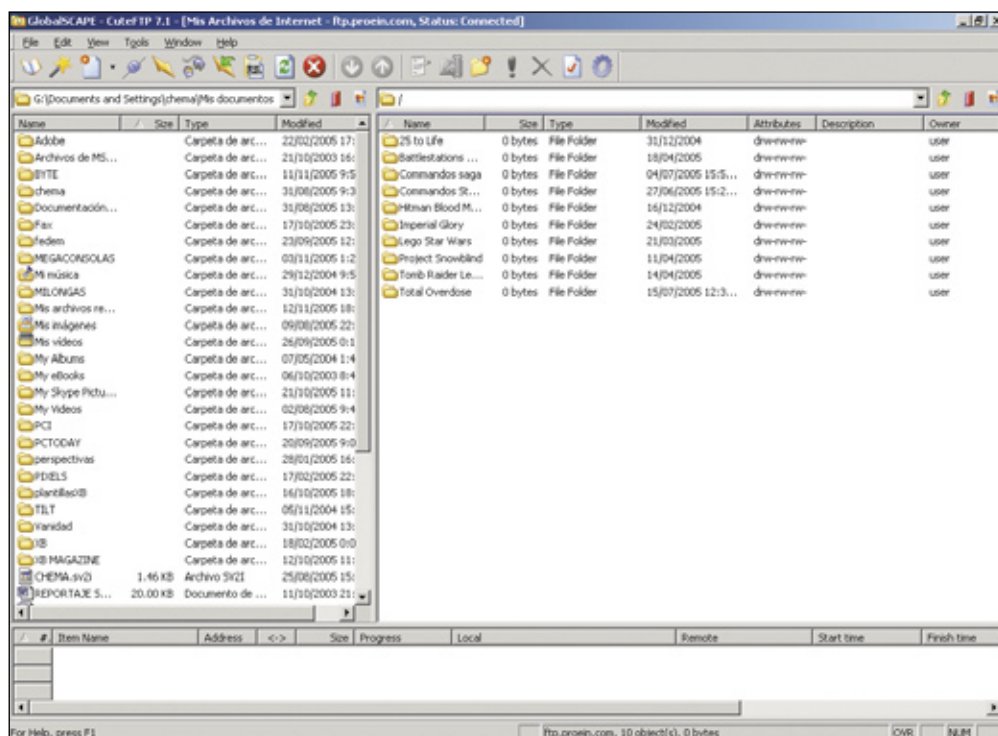 GlobalSCAPE - CuteFTP 7.1 - [Mis Archivos de Internet - ftp.proein.com, Status: Connected]
File Edit View Tools Window Help
G:\Documents and Settings\chema\Mis documentos
/
Name Size Type Modified
Adobe Carpeta de arc... 22/02/2005 17:
Archivos de MS... Carpeta de arc... 21/10/2003 16:
BYTE Carpeta de arc... 11/11/2005 9:5
chema Carpeta de arc... 31/08/2005 9:3
Documentación... Carpeta de arc... 31/08/2005 13:
Fax Carpeta de arc... 17/10/2005 23:
fedem Carpeta de arc... 23/09/2005 12:
MEGACONSOLAS Carpeta de arc... 03/11/2005 1:2
Mi música Carpeta de arc... 29/12/2004 9:5
MILONGAS Carpeta de arc... 31/10/2004 13:
Mis archivos re... Carpeta de arc... 12/11/2005 18:
Mis imágenes Carpeta de arc... 09/08/2005 22:
Mis vídeos Carpeta de arc... 26/09/2005 0:1
My Albums Carpeta de arc... 07/05/2004 1:4
My eBooks Carpeta de arc... 06/10/2003 8:4
My Skype Pictu... Carpeta de arc... 21/10/2005 11:
My Videos Carpeta de arc... 02/08/2005 9:4
PCI Carpeta de arc... 17/10/2005 22:
PCTODAY Carpeta de arc... 20/09/2005 9:0
perspectivas Carpeta de arc... 28/01/2005 16:
PIXELS Carpeta de arc... 17/02/2005 22:
plantillasXB Carpeta de arc... 16/10/2005 18:
TILT Carpeta de arc... 05/11/2004 15:
Vanidad Carpeta de arc... 31/10/2004 13:
XB Carpeta de arc... 18/02/2005 0:0
XB MAGAZINE Carpeta de arc... 12/10/2005 11:
CHEMA.sv2i 1.46 KB Archivo SV2I 25/08/2005 15:
REPORTAJE S... 20.00 KB Documento de ... 11/10/2003 21:
Name Size Type Modified Attributes Description Owner
25 to Life 0 bytes File Folder 31/12/2004 drw-rw-rw- user
Battlestations ... 0 bytes File Folder 18/04/2005 drw-rw-rw- user
Commandos saga 0 bytes File Folder 04/07/2005 15:5... drw-rw-rw- user
Commandos St... 0 bytes File Folder 27/06/2005 15:2... drw-rw-rw- user
Hitman Blood M... 0 bytes File Folder 16/12/2004 drw-rw-rw- user
Imperial Glory 0 bytes File Folder 24/02/2005 drw-rw-rw- user
Lego Star Wars 0 bytes File Folder 21/03/2005 drw-rw-rw- user
Project Snowblind 0 bytes File Folder 11/04/2005 drw-rw-rw- user
Tomb Raider Le... 0 bytes File Folder 14/04/2005 drw-rw-rw- user
Total Overdose 0 bytes File Folder 15/07/2005 12:3... drw-rw-rw- user
# Item Name Address <-> Size Progress Local Remote Start time Finish time
For Help, press F1
ftp.proein.com, 10 object(s), 0 bytes OVR NUM